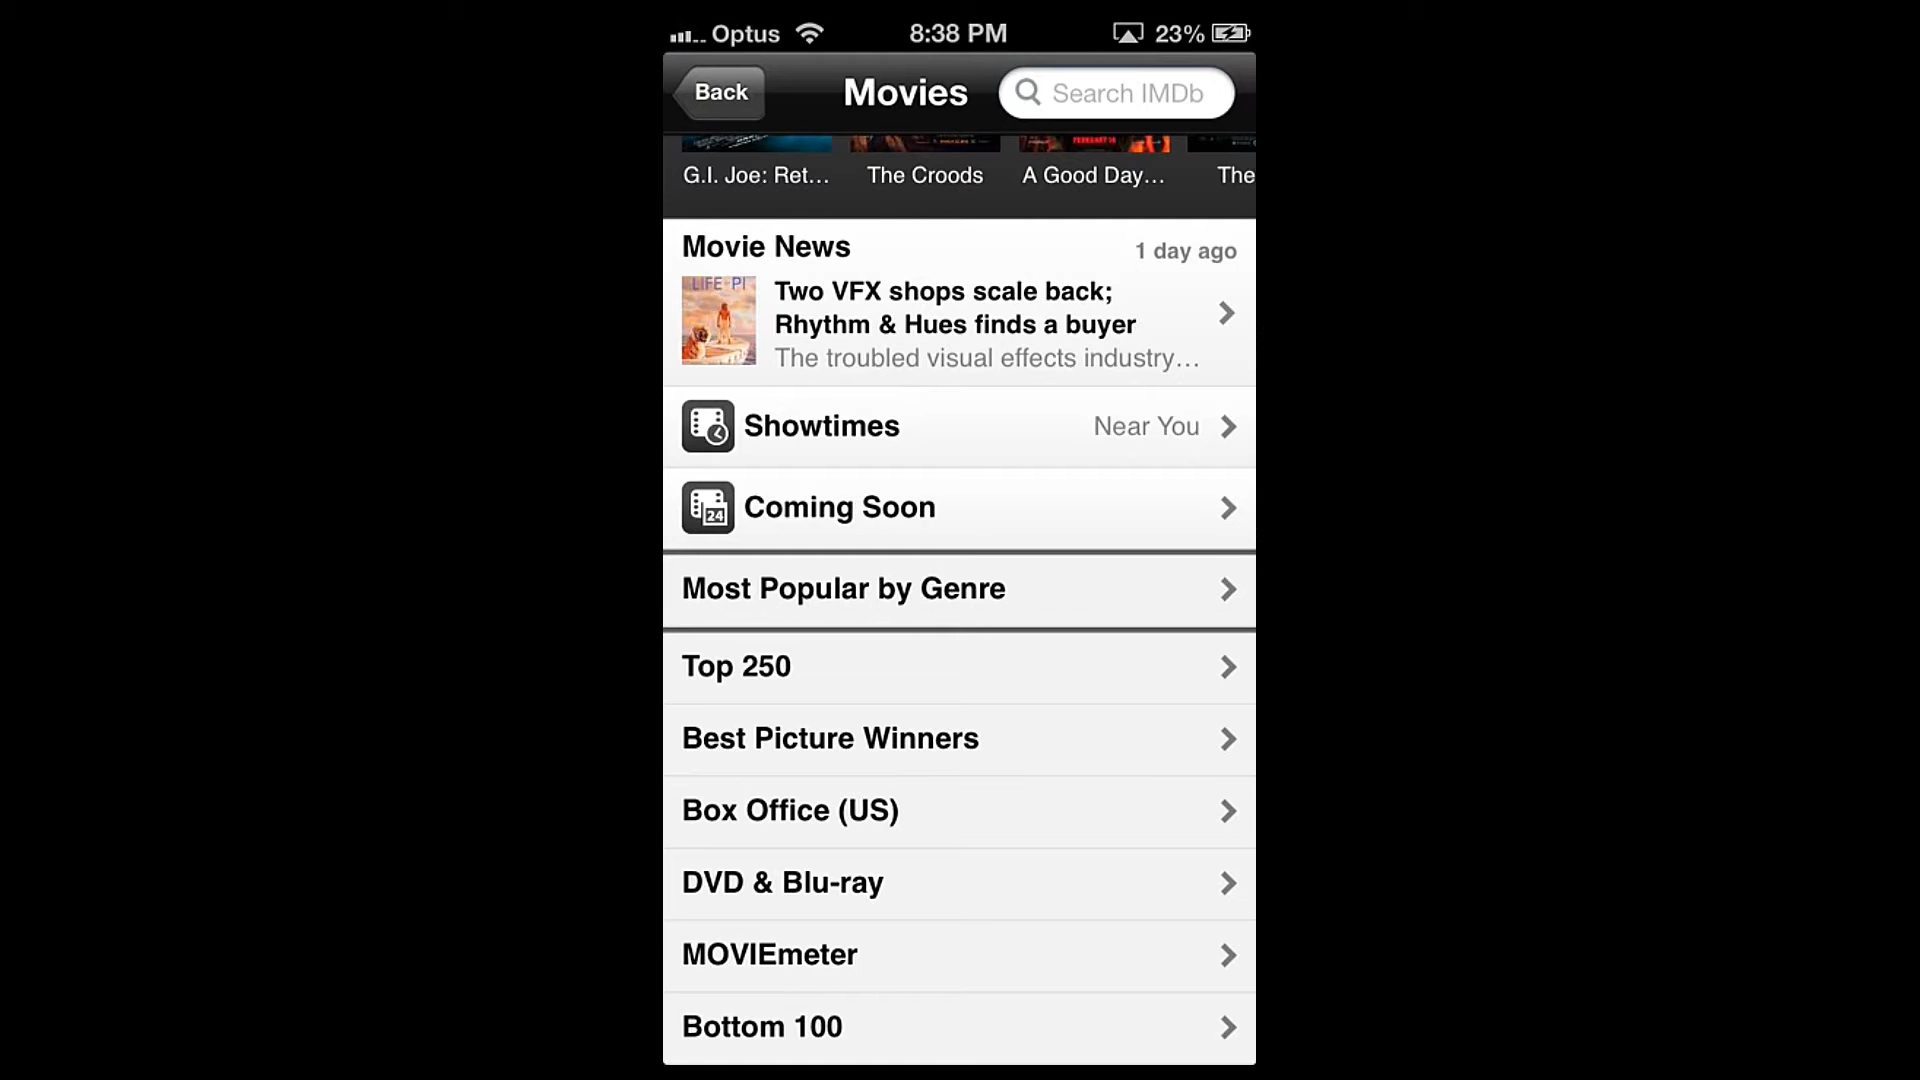 Optus 8:38 PM 23%
Back Movies Search IMDb
FEBRUARY 14
G.I. Joe: Ret... The Croods A Good Day... The
Movie News 1 day ago
LIFE OF PI
Two VFX shops scale back;
Rhythm & Hues finds a buyer
The troubled visual effects industry...
Showtimes Near You
24 Coming Soon
Most Popular by Genre
Top 250
Best Picture Winners
Box Office (US)
DVD & Blu-ray
MOVIEmeter
Bottom 100